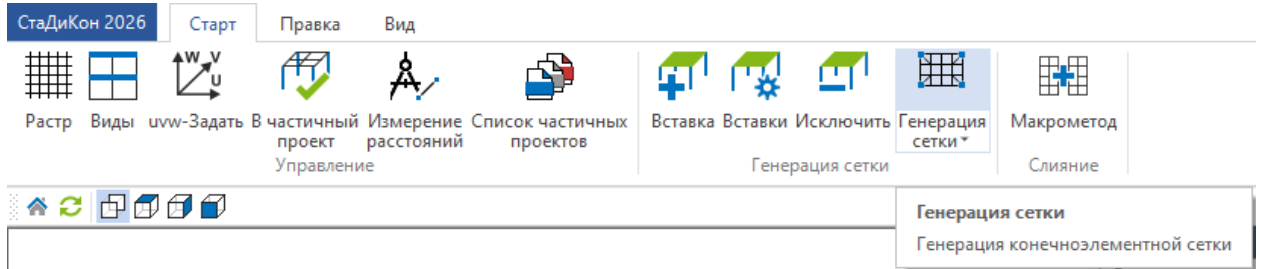 СтаДиКон 2026 Старт Правка Вид
Растр Виды uvw-Задать В частичный проект Измерение расстояний Список частичных проектов Вставка Вставки Исключить Генерация сетки Макрометод
Управление Генерация сетки Слияние
W V U
Генерация сетки
Генерация конечноэлементной сетки